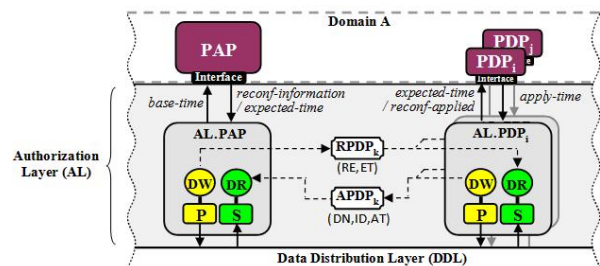 Domain A
PAP
Interface
PDPj
PDPi
Interface
base-time
reconf-information
/ expected-time
expected-time
/ reconf-applied
apply-time
Authorization
Layer (AL)
AL.PAP
RPDPk
(RE,ET)
AL.PDPi
DW
DR
APDPk
(DN,ID,AT)
DW
DR
P
S
P
S
Data Distribution Layer (DDL)